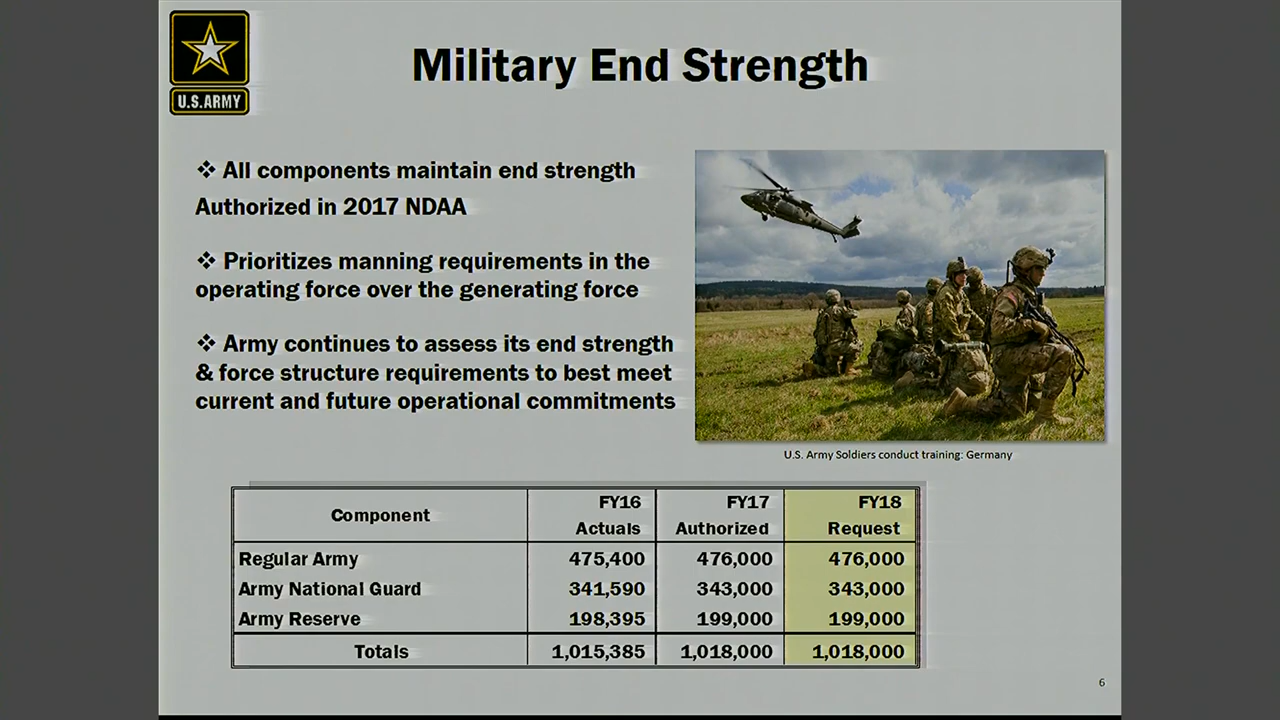 U.S.ARMY
Military End Strength
❖ All components maintain end strength
Authorized in 2017 NDAA
❖ Prioritizes manning requirements in the
operating force over the generating force
❖ Army continues to assess its end strength
& force structure requirements to best meet
current and future operational commitments
U.S. Army Soldiers conduct training: Germany
Component FY16 Actuals FY17 Authorized FY18 Request
Regular Army 475,400 476,000 476,000
Army National Guard 341,590 343,000 343,000
Army Reserve 198,395 199,000 199,000
Totals 1,015,385 1,018,000 1,018,000
6